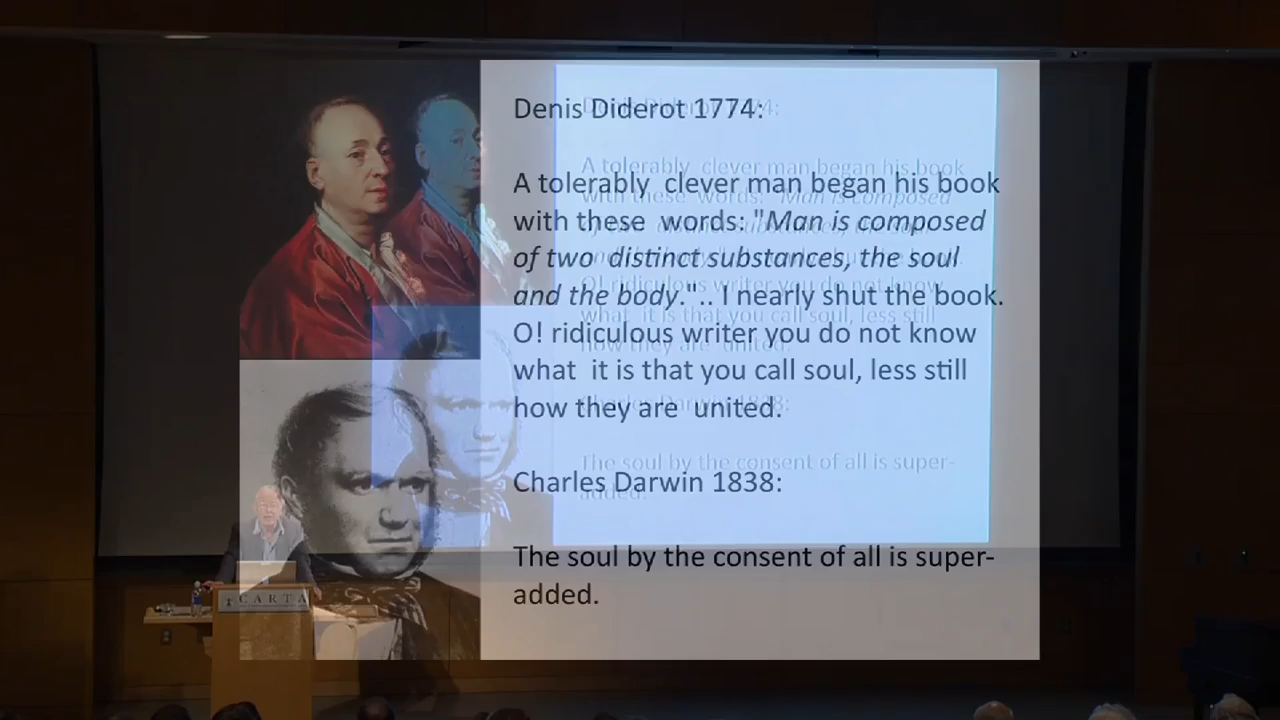 Denis Diderot 1774:
A tolerably clever man began his book
with these words: "Man is composed
of two distinct substances, the soul
and the body.".. I nearly shut the book.
O! ridiculous writer you do not know
what it is that you call soul, less still
how they are united.
Charles Darwin 1838:
The soul by the consent of all is super-
added.
CARTA